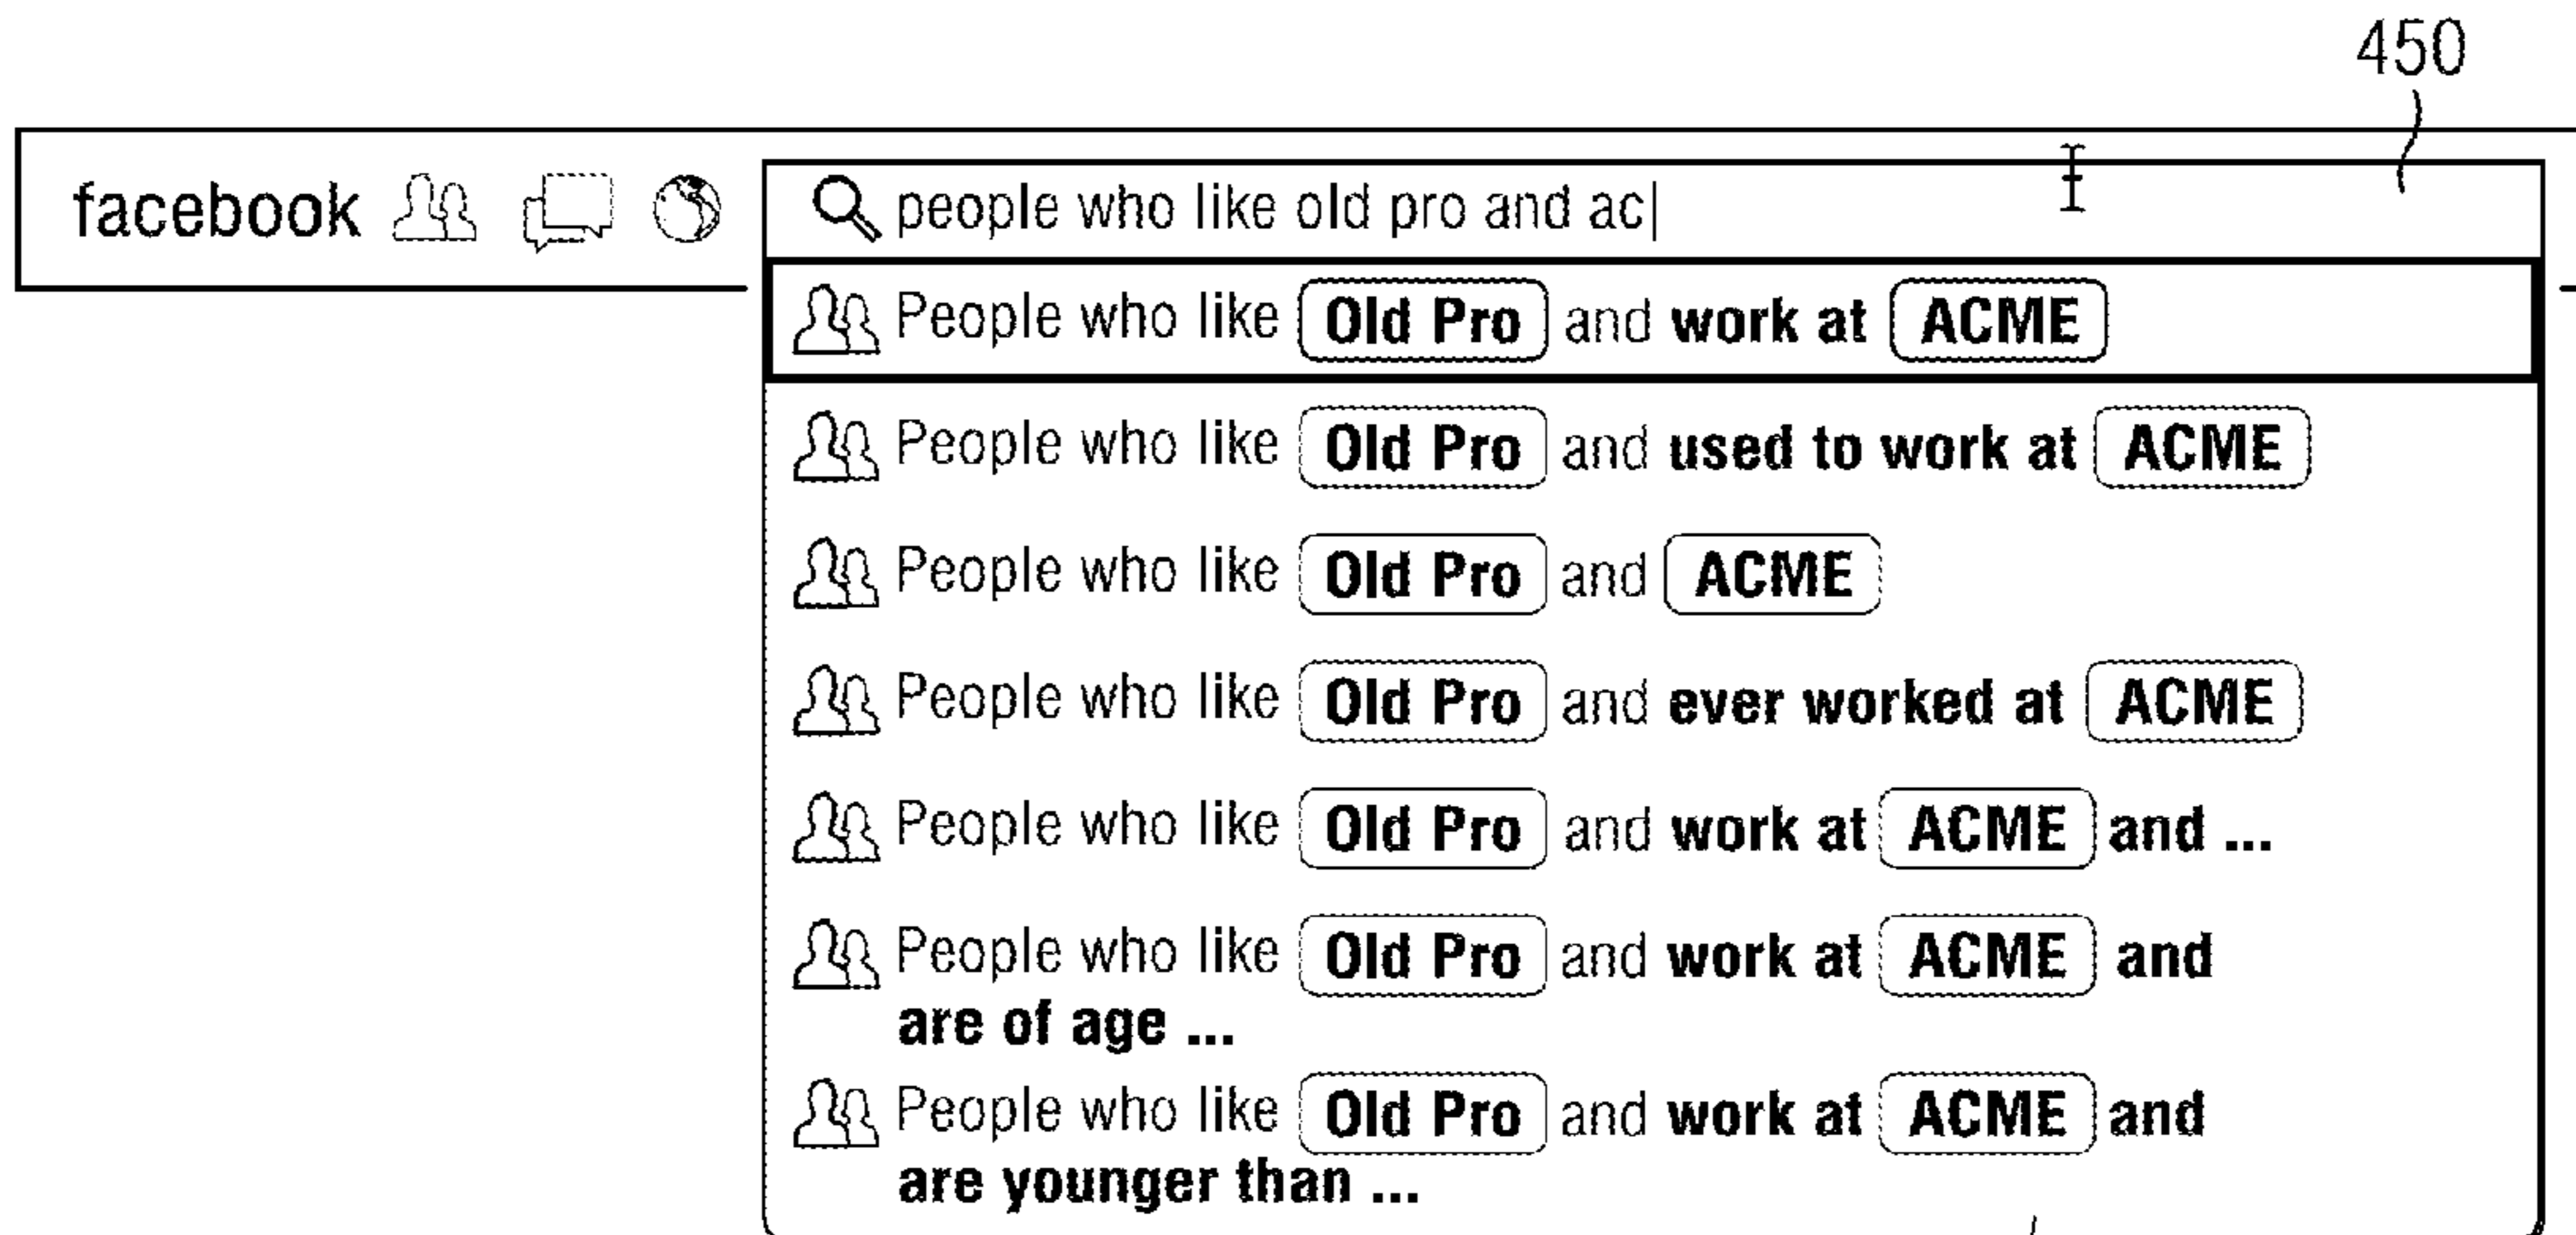 450
facebook people who like old pro and ac
People who like Old Pro and work at ACME
People who like Old Pro and used to work at ACME
People who like Old Pro and ACME
People who like Old Pro and ever worked at ACME
People who like Old Pro and work at ACME and ...
People who like Old Pro and work at ACME and
are of age ...
People who like Old Pro and work at ACME and
are younger than ...